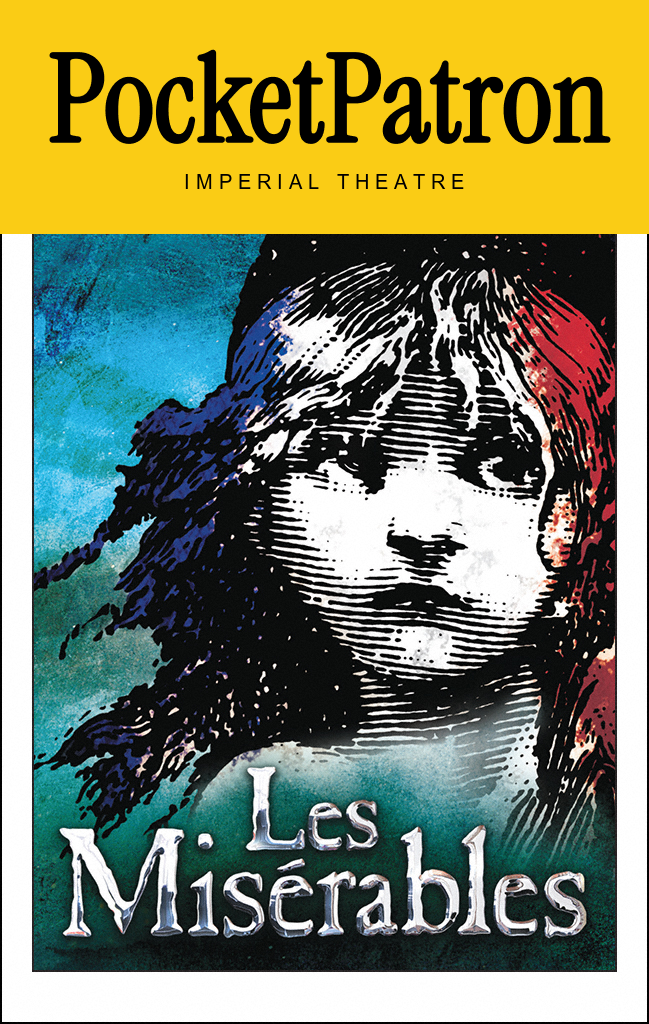 PocketPatron
IMPERIAL THEATRE
Les
Misérables